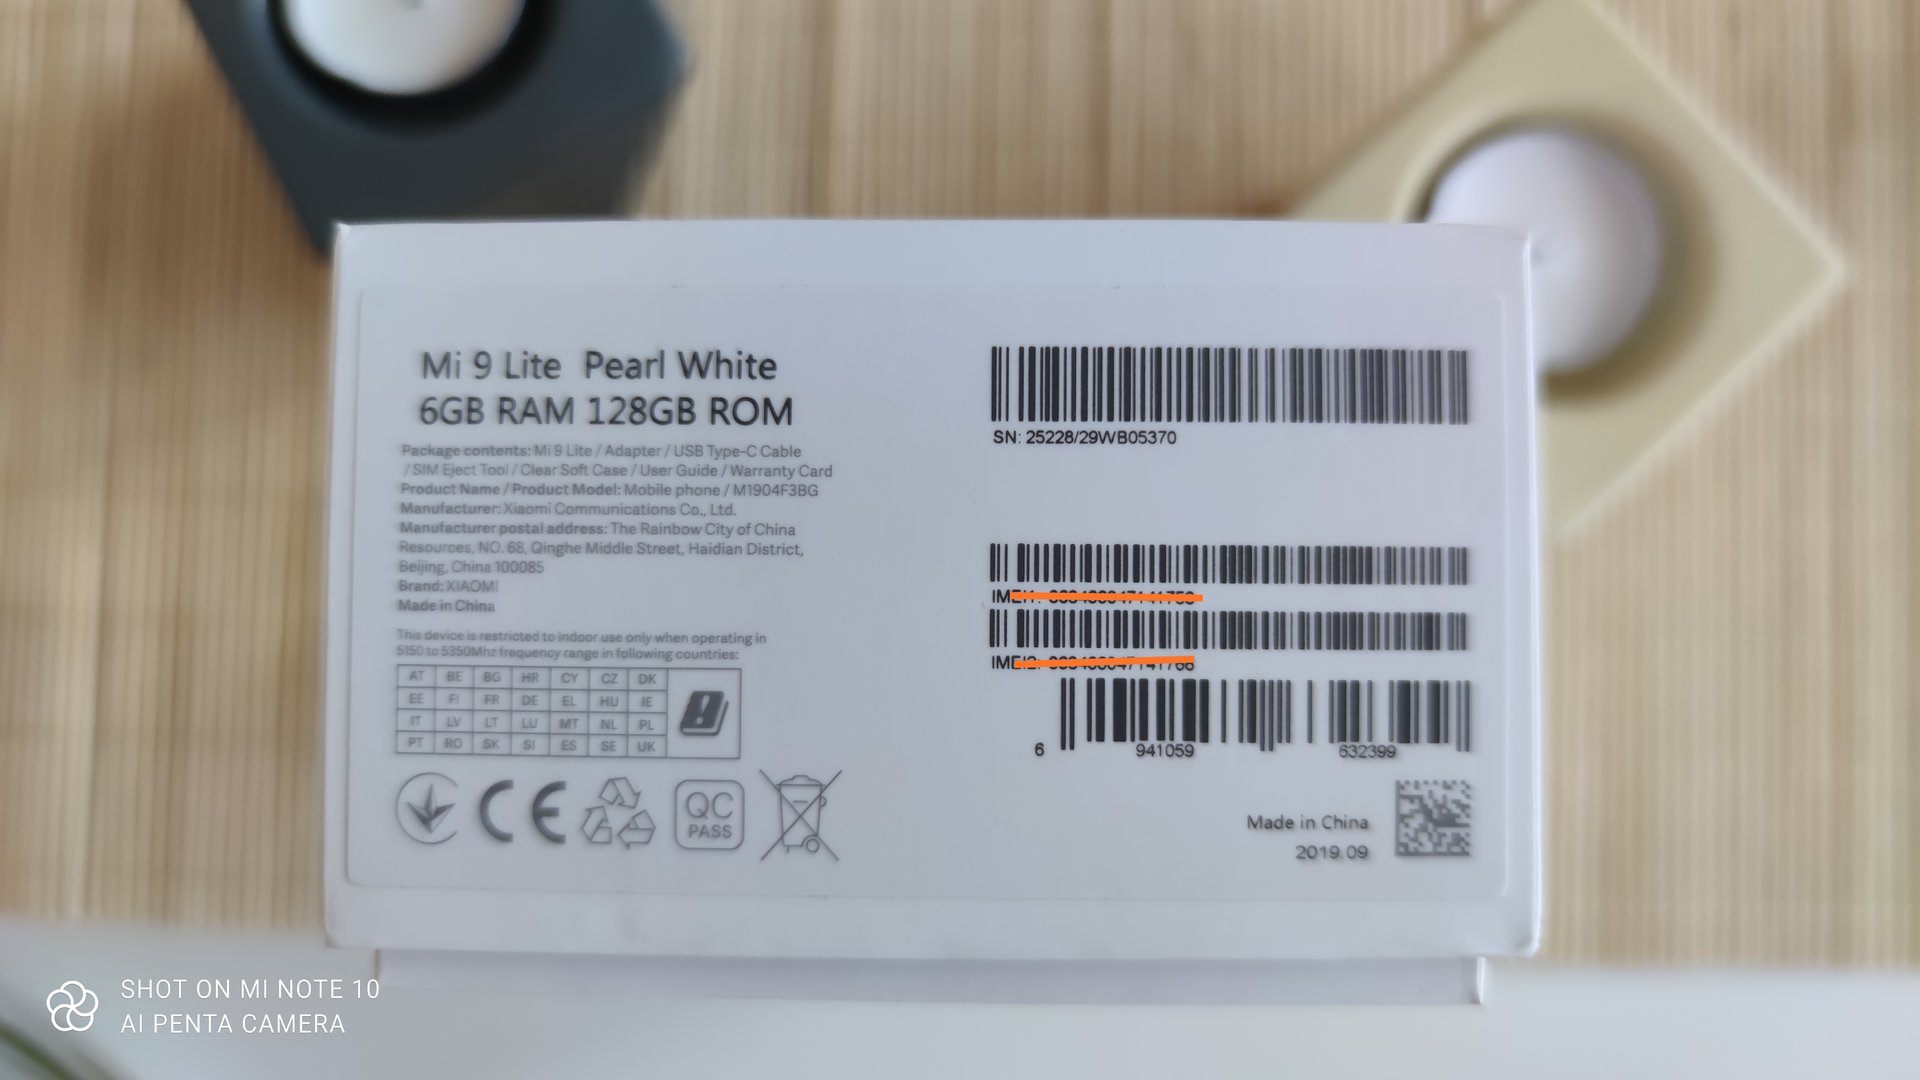 Mi 9 Lite Pearl White
6GB RAM 128GB ROM
Package contents: Mi 9 Lite / Adapter / USB Type-C Cable
/ SIM Eject Tool / Clear Soft Case / User Guide / Warranty Card
Product Name / Product Model: Mobile phone / M1904F3BG
Manufacturer: Xiaomi Communications Co., Ltd.
Manufacturer postal address: The Rainbow City of China
Resources, NO. 68, Qinghe Middle Street, Haidian District,
Beijing, China 100085
Brand: XIAOMI
Made in China
This device is restricted to indoor use only when operating in
5150 to 5350Mhz frequency range in following countries:
AT BE BG HR CY CZ DK
EE FI FR DE EL HU IE
IT LV LT LU MT NL PL
PT RO SK SI ES SE UK
CE
QC
PASS
SN: 25228/29WB05370
IMEI1:
IMEI2:
6 941059 632399
Made in China
2019.09
SHOT ON MI NOTE 10
AI PENTA CAMERA